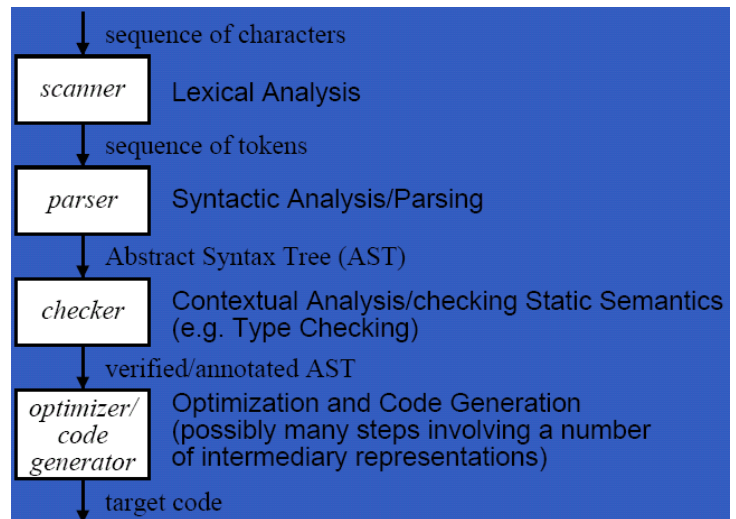 sequence of characters
scanner
Lexical Analysis
sequence of tokens
parser
Syntactic Analysis/Parsing
Abstract Syntax Tree (AST)
checker
Contextual Analysis/checking Static Semantics
(e.g. Type Checking)
verified/annotated AST
optimizer/
code
generator
Optimization and Code Generation
(possibly many steps involving a number
of intermediary representations)
target code